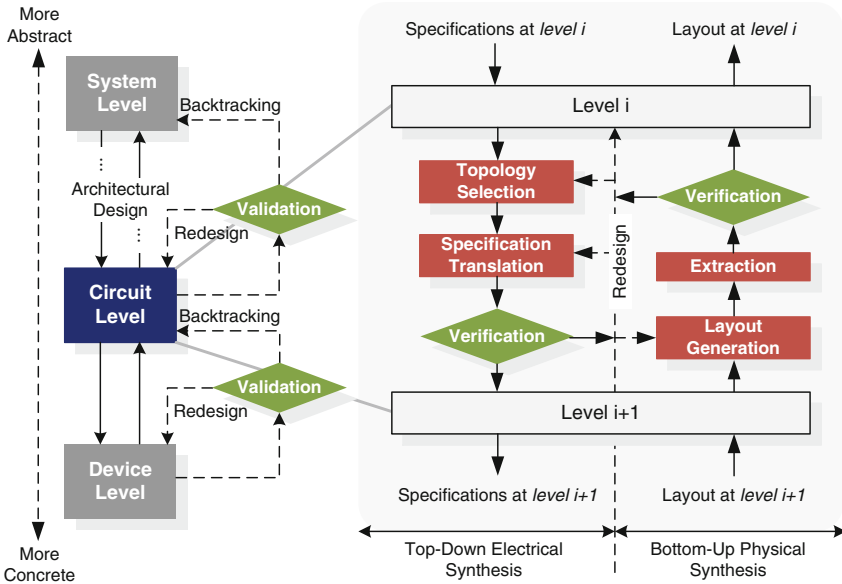 More
Abstract
System
Level
Backtracking
...
Architectural
Design
...
Validation
Redesign
Circuit
Level
Backtracking
Validation
Redesign
Device
Level
More
Concrete
Specifications at level i
Layout at level i
Level i
Topology
Selection
Verification
Specification
Translation
Redesign
Extraction
Verification
Layout
Generation
Level i+1
Specifications at level i+1
Layout at level i+1
Top-Down Electrical
Synthesis
Bottom-Up Physical
Synthesis